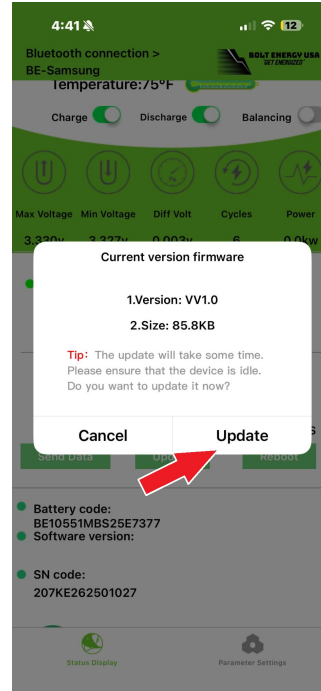 4:41
12
Bluetooth connection >
BE-Samsung
BOLT ENERGY USA
GET ENERGIZED
Temperature:75°F
Charge
Discharge
Balancing
Max Voltage Min Voltage Diff Volt Cycles Power
3.330v 3.327v 0.003v 6 0.0kw
Current version firmware
1.Version: VV1.0
2.Size: 85.8KB
Tip: The update will take some time.
Please ensure that the device is idle.
Do you want to update it now?
Cancel
Update
Send Data
Reboot
Battery code:
BE10551MBS25E7377
Software version:
SN code:
207KE262501027
Status Display
Parameter Settings